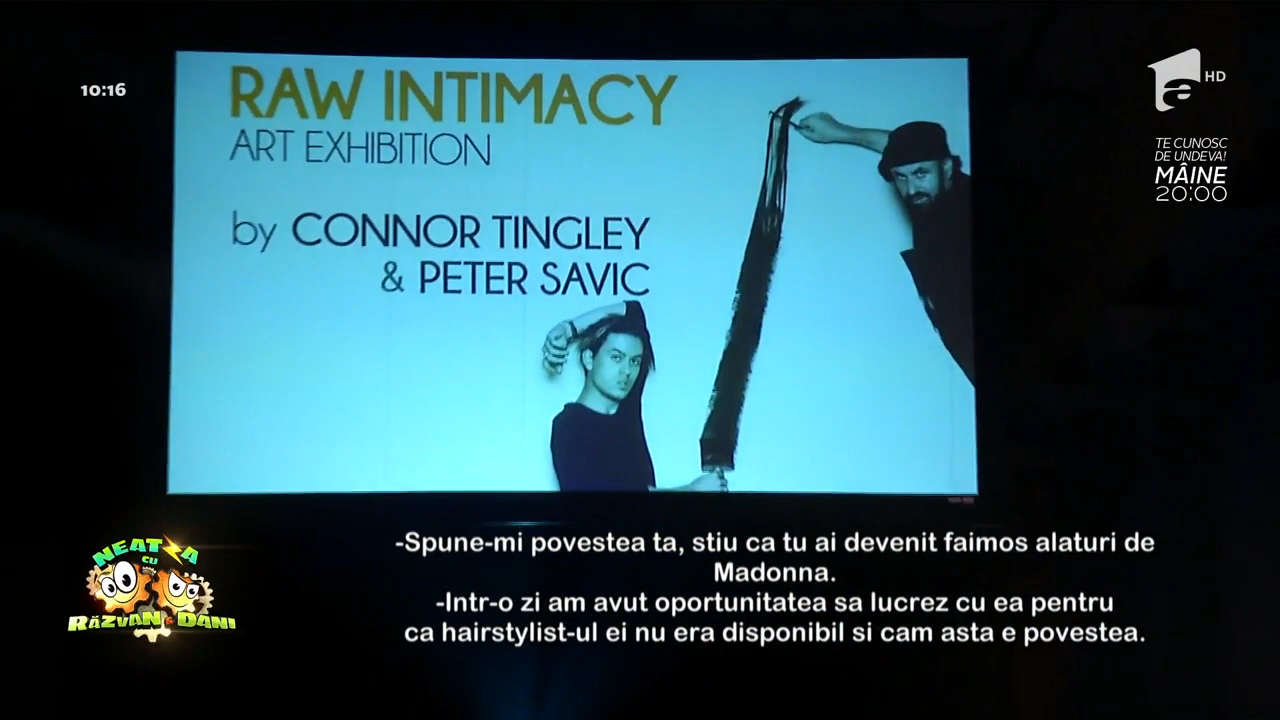 RAW INTIMACY
ART EXHIBITION
by CONNOR TINGLEY
& PETER SAVIC
10:16
a HD
TE CUNOSC
DE UNDEVA!
MÂINE
20:00
NEATZA
CU
RĂZVAN & DANI
-Spune-mi povestea ta, stiu ca tu ai devenit faimos alaturi de
Madonna.
-Intr-o zi am avut oportunitatea sa lucrez cu ea pentru
ca hairstylist-ul ei nu era disponibil si cam asta e povestea.